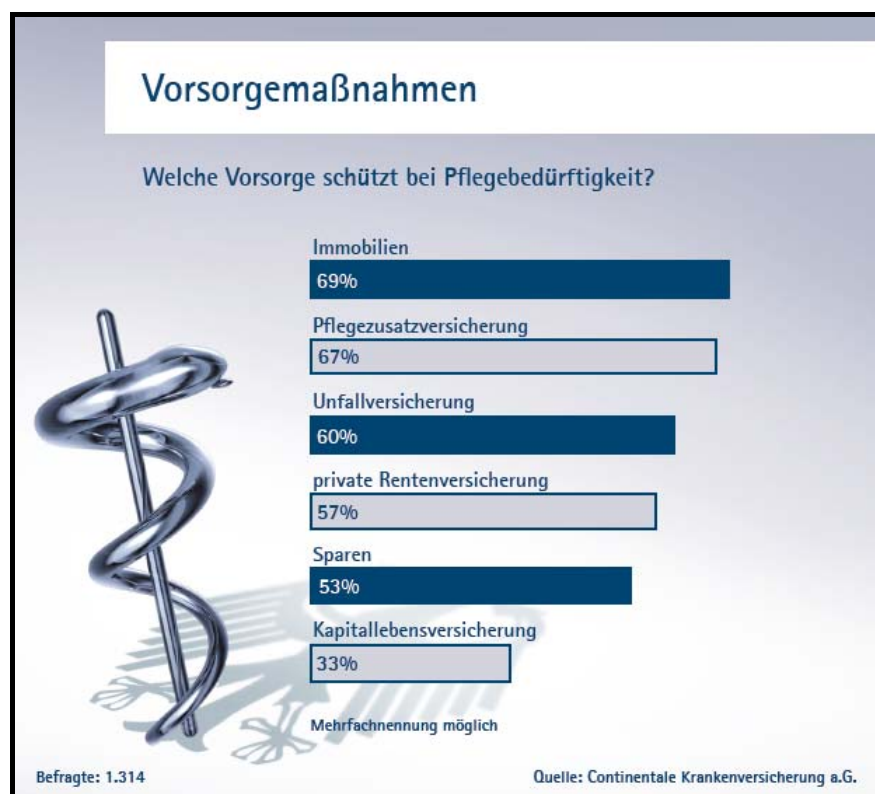 Vorsorgemaßnahmen
Welche Vorsorge schützt bei Pflegebedürftigkeit?
Immobilien
69%
Pflegezusatzversicherung
67%
Unfallversicherung
60%
private Rentenversicherung
57%
Sparen
53%
Kapitallebensversicherung
33%
Mehrfachnennung möglich
Befragte: 1.314
Quelle: Continentale Krankenversicherung a.G.